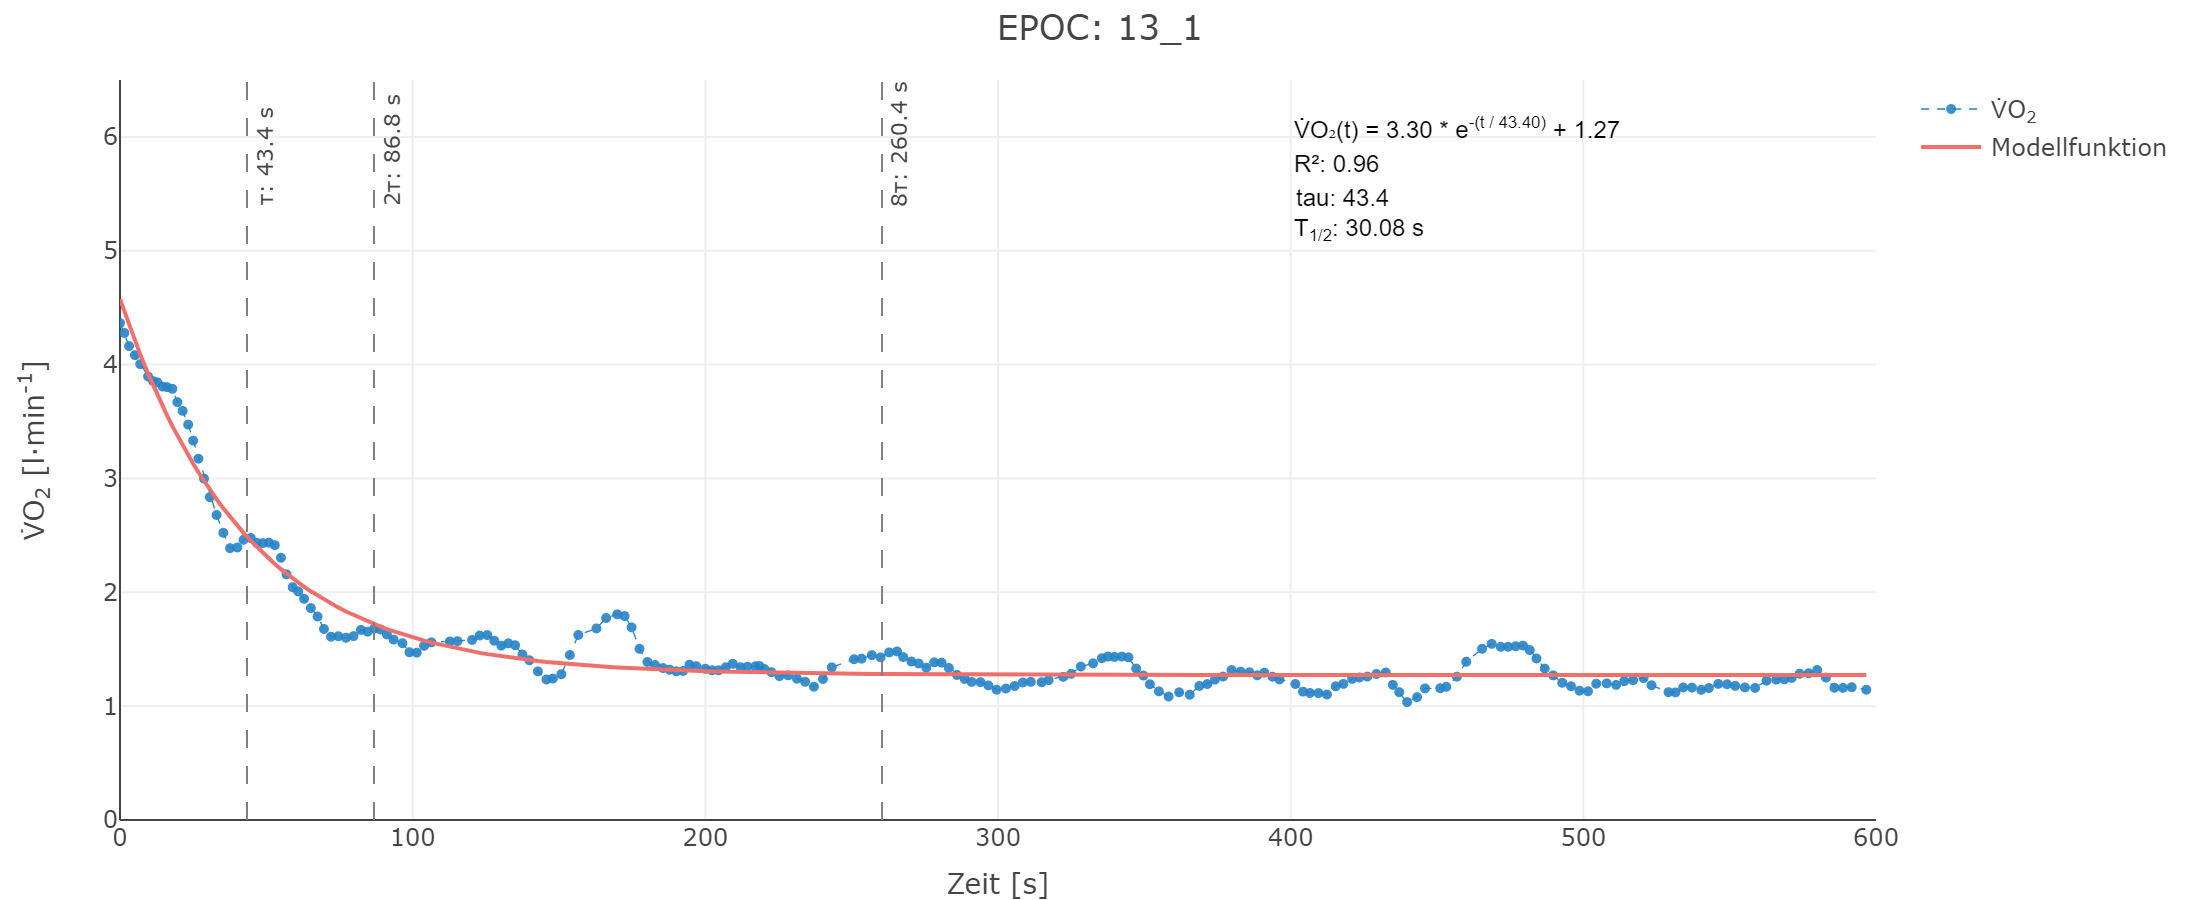 EPOC: 13_1
τ: 43.4 s
2τ: 86.8 s
8τ: 260.4 s
V̇O₂(t) = 3.30 * e^-(t / 43.40) + 1.27
R²: 0.96
tau: 43.4
T1/2: 30.08 s
V̇O₂
Modellfunktion
V̇O₂ [l·min⁻¹]
6
5
4
3
2
1
0
0 100 200 300 400 500 600
Zeit [s]